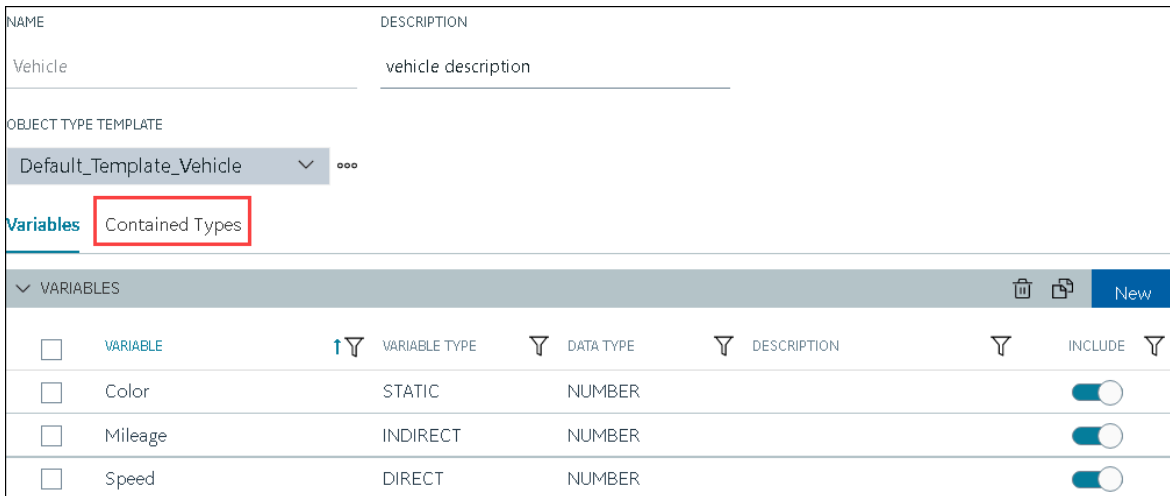 NAME DESCRIPTION
Vehicle vehicle description
OBJECT TYPE TEMPLATE
Default_Template_Vehicle
Variables Contained Types
VARIABLES New
VARIABLE VARIABLE TYPE DATA TYPE DESCRIPTION INCLUDE
Color STATIC NUMBER
Mileage INDIRECT NUMBER
Speed DIRECT NUMBER